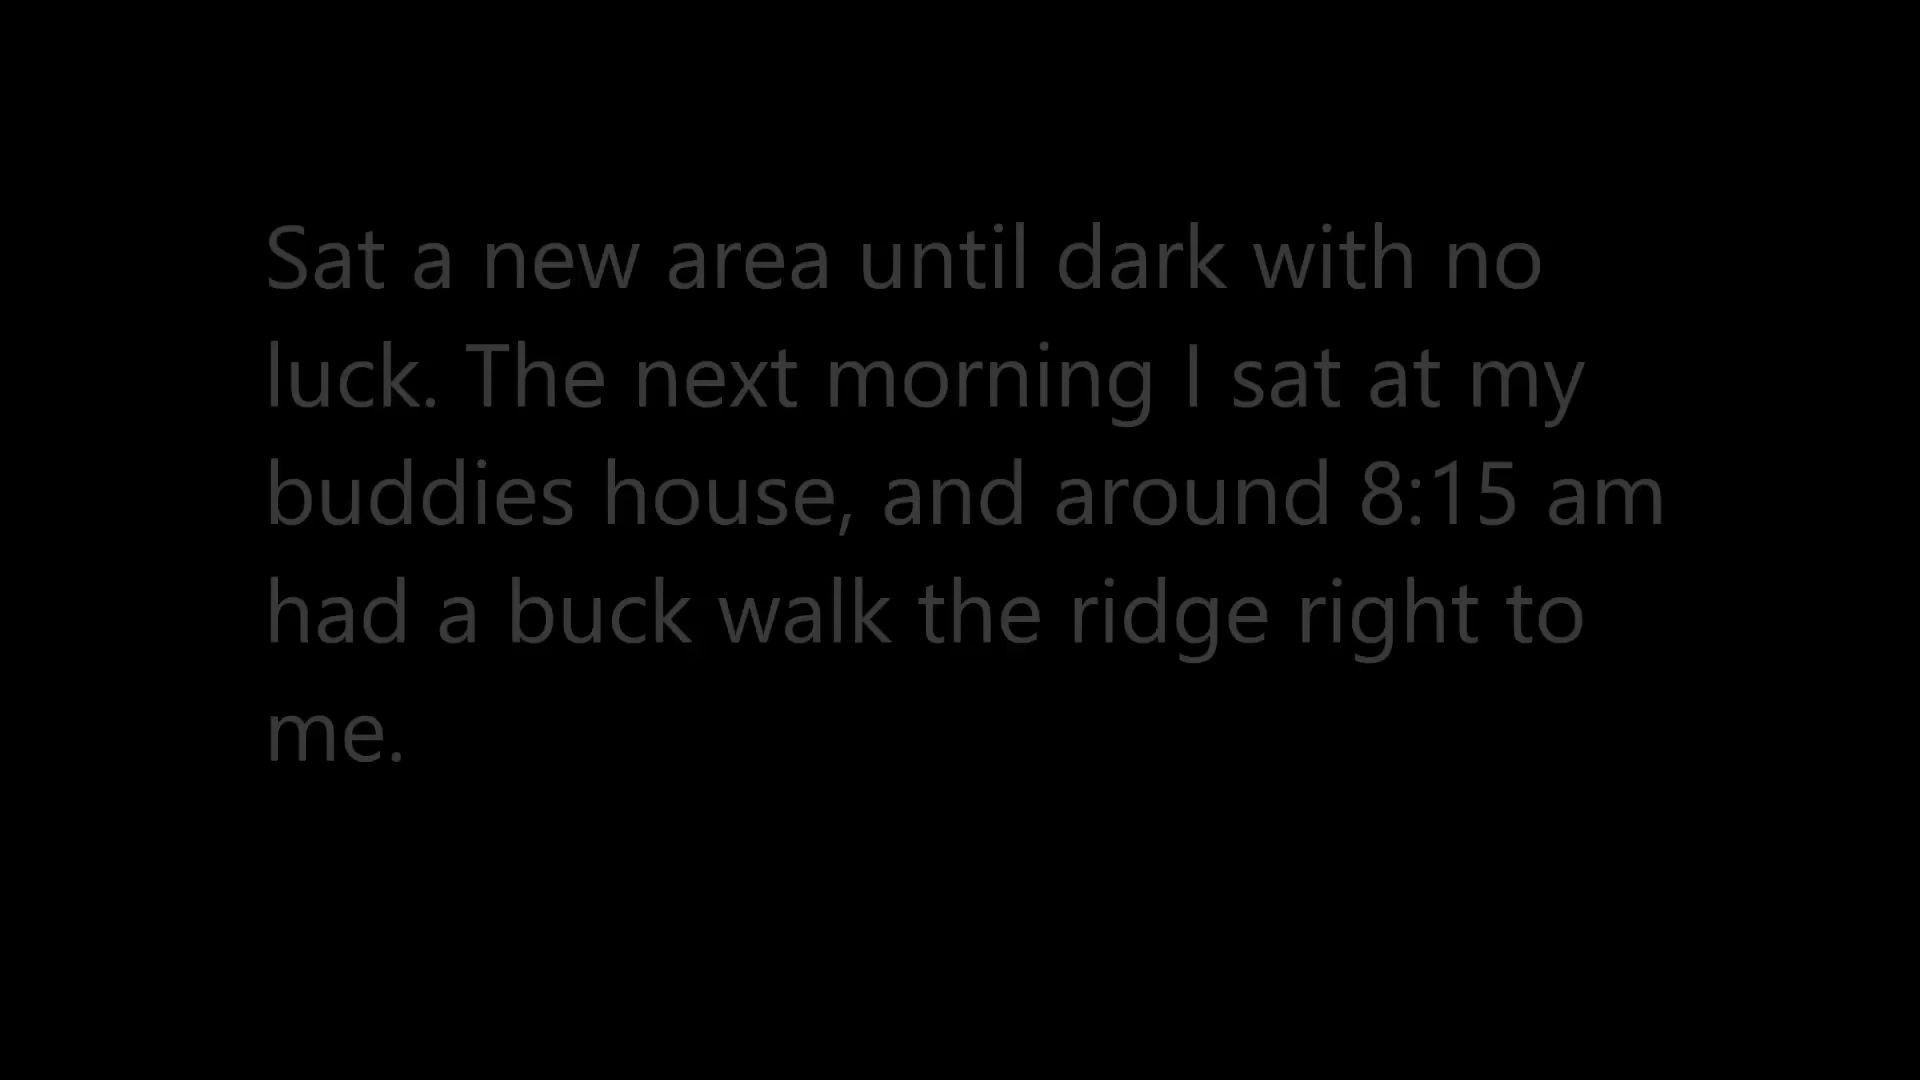 Sat a new area until dark with no
luck. The next morning I sat at my
buddies house, and around 8:15 am
had a buck walk the ridge right to
me.